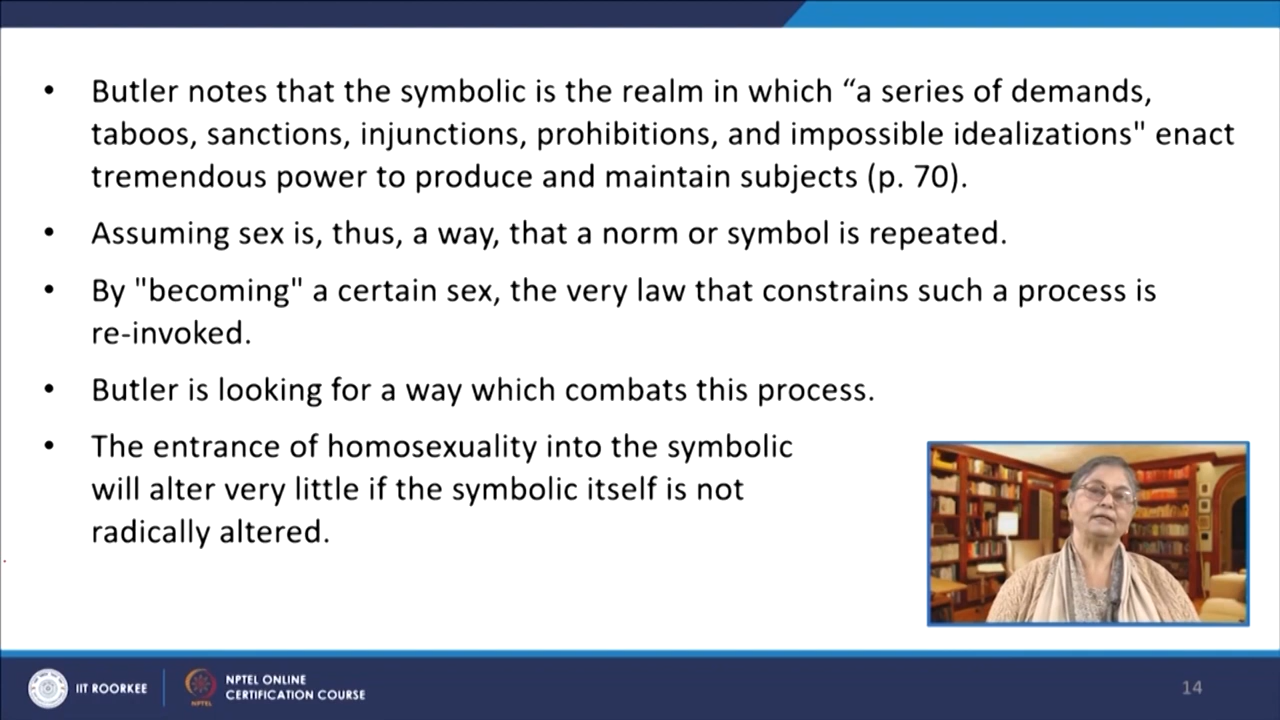 • Butler notes that the symbolic is the realm in which “a series of demands,
taboos, sanctions, injunctions, prohibitions, and impossible idealizations" enact
tremendous power to produce and maintain subjects (p. 70).
• Assuming sex is, thus, a way, that a norm or symbol is repeated.
• By "becoming" a certain sex, the very law that constrains such a process is
re-invoked.
• Butler is looking for a way which combats this process.
• The entrance of homosexuality into the symbolic
will alter very little if the symbolic itself is not
radically altered.
IIT ROORKEE
NPTEL
NPTEL ONLINE
CERTIFICATION COURSE
14